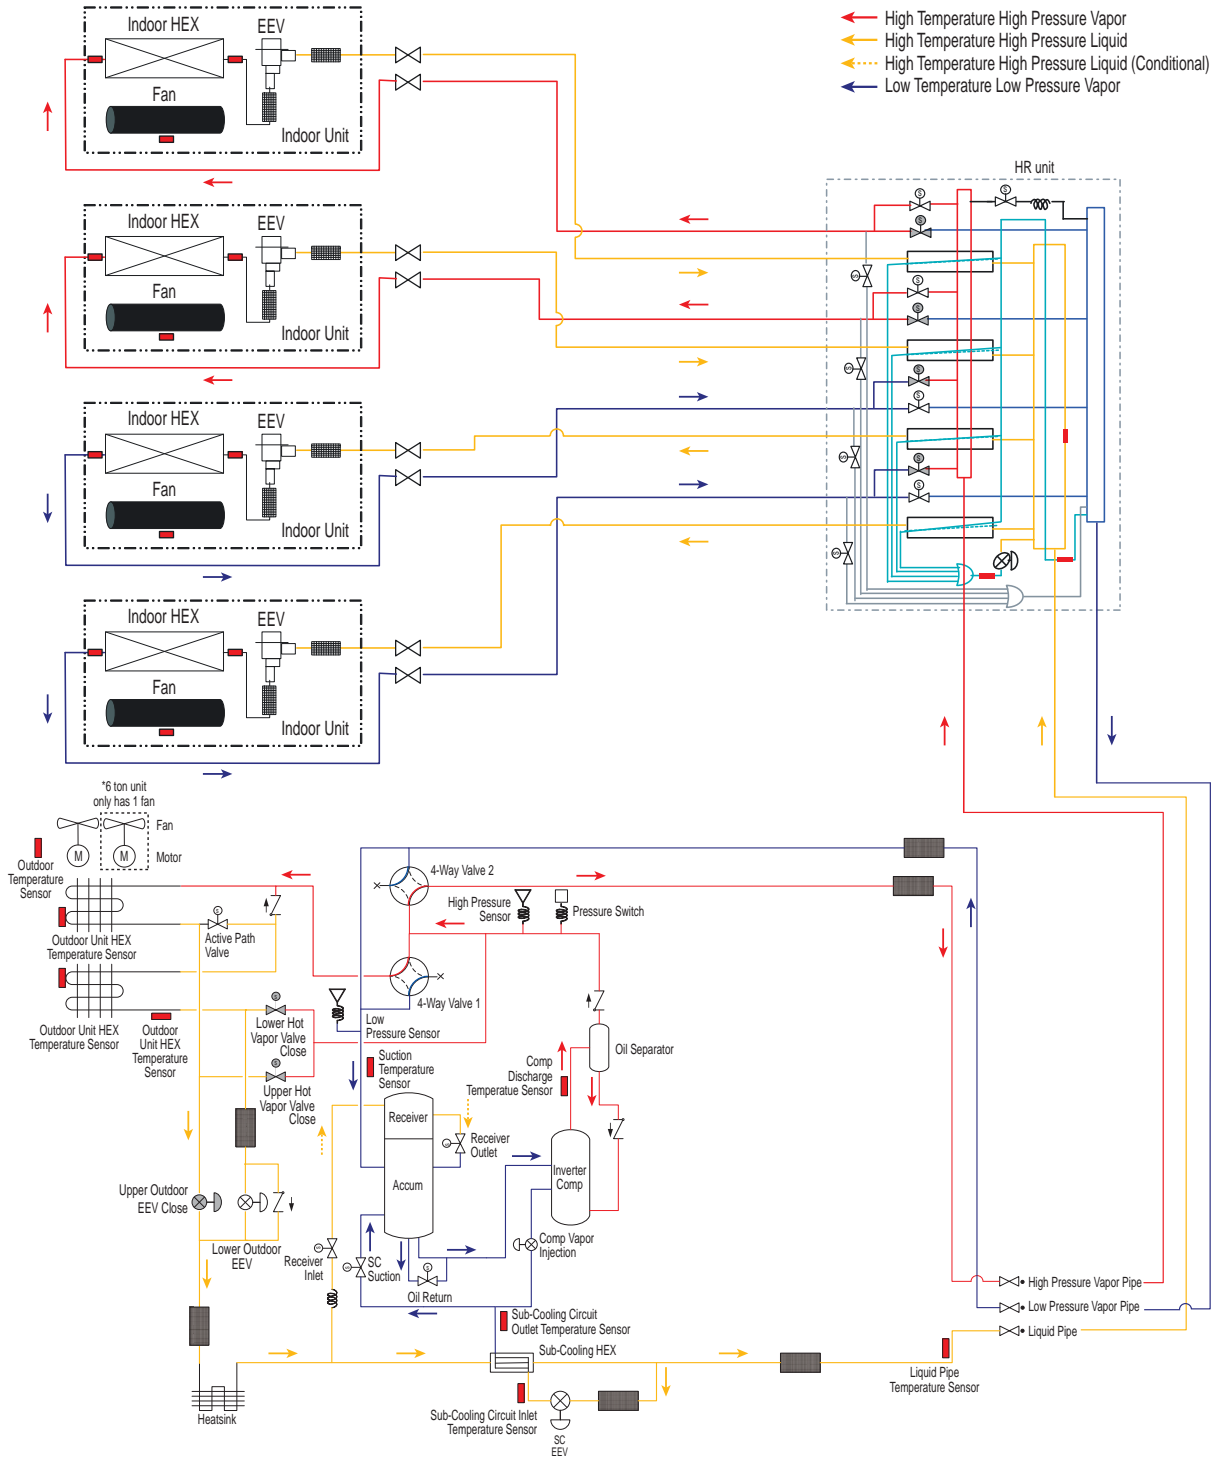 Indoor HEX
EEV
Fan
Indoor Unit
High Temperature High Pressure Vapor
High Temperature High Pressure Liquid
High Temperature High Pressure Liquid (Conditional)
Low Temperature Low Pressure Vapor
HR unit
Indoor HEX
EEV
Fan
Indoor Unit
Indoor HEX
EEV
Fan
Indoor Unit
Indoor HEX
EEV
Fan
Indoor Unit
*6 ton unit
only has 1 fan
Fan
M
M
Motor
Outdoor
Temperature
Sensor
4-Way Valve 2
High Pressure
Sensor
Pressure Switch
Active Path
Valve
Outdoor Unit HEX
Temperature Sensor
4-Way Valve 1
Outdoor Unit HEX
Temperature Sensor
Outdoor
Unit HEX
Temperature
Sensor
Lower Hot
Vapor Valve
Close
Low
Pressure Sensor
Upper Hot
Vapor Valve
Close
Suction
Temperature
Sensor
Comp
Discharge
Temperatue Sensor
Oil Separator
Receiver
Receiver
Outlet
Accum
Inverter
Comp
Upper Outdoor
EEV Close
Lower Outdoor
EEV
Receiver
Inlet
SC
Suction
Oil Return
Comp Vapor
Injection
High Pressure Vapor Pipe
Low Pressure Vapor Pipe
Liquid Pipe
Sub-Cooling Circuit
Outlet Temperature Sensor
Sub-Cooling HEX
Liquid Pipe
Temperature Sensor
Heatsink
Sub-Cooling Circuit Inlet
Temperature Sensor
SC
EEV